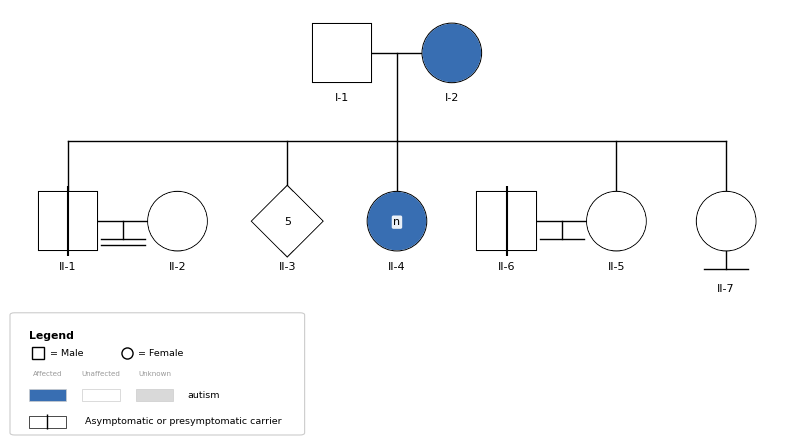 I-1 I-2
5 n
II-1 II-2 II-3 II-4 II-6 II-5
II-7
Legend
= Male = Female
Affected Unaffected Unknown
autism
Asymptomatic or presymptomatic carrier